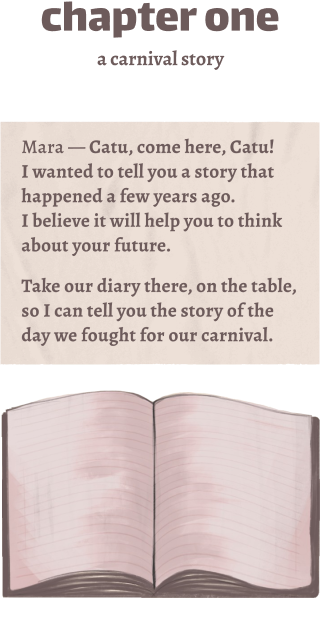 chapter one
a carnival story
Mara — Catu, come here, Catu!
I wanted to tell you a story that
happened a few years ago.
I believe it will help you to think
about your future.
Take our diary there, on the table,
so I can tell you the story of the
day we fought for our carnival.